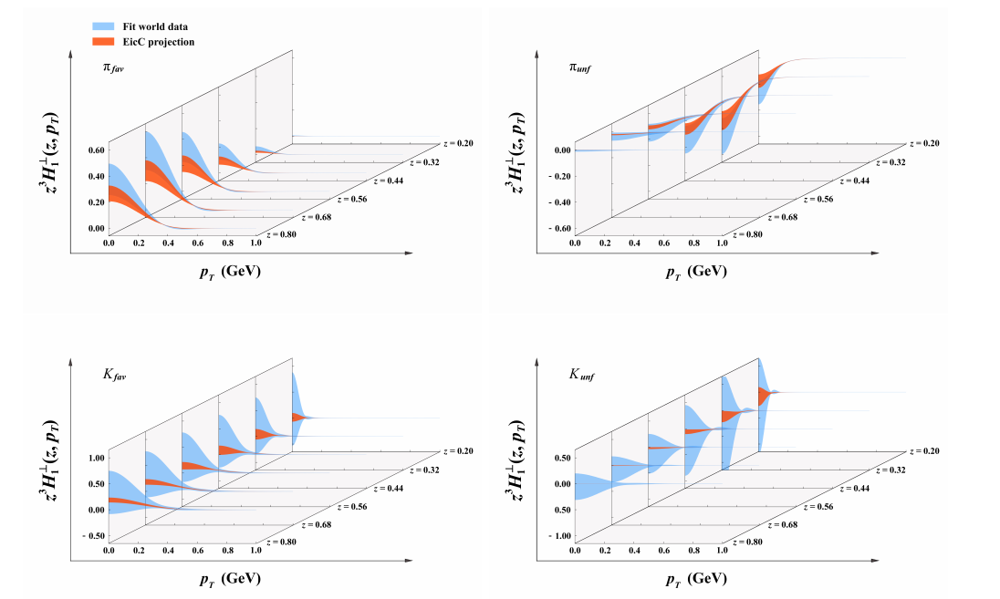 Fit world data
EicC projection
π fav
z³H₁⊥(z, p_T)
0.60
0.40
0.20
0.00
0.0 0.2 0.4 0.6 0.8 1.0
z = 0.20
z = 0.32
z = 0.44
z = 0.56
z = 0.68
z = 0.80
p_T (GeV)
π unf
z³H₁⊥(z, p_T)
0.00
- 0.20
- 0.40
- 0.60
0.0 0.2 0.4 0.6 0.8 1.0
z = 0.20
z = 0.32
z = 0.44
z = 0.56
z = 0.68
z = 0.80
p_T (GeV)
K fav
z³H₁⊥(z, p_T)
1.00
0.50
0.00
- 0.50
0.0 0.2 0.4 0.6 0.8 1.0
z = 0.20
z = 0.32
z = 0.44
z = 0.56
z = 0.68
z = 0.80
p_T (GeV)
K unf
z³H₁⊥(z, p_T)
0.50
0.00
- 0.50
- 1.00
0.0 0.2 0.4 0.6 0.8 1.0
z = 0.20
z = 0.32
z = 0.44
z = 0.56
z = 0.68
z = 0.80
p_T (GeV)